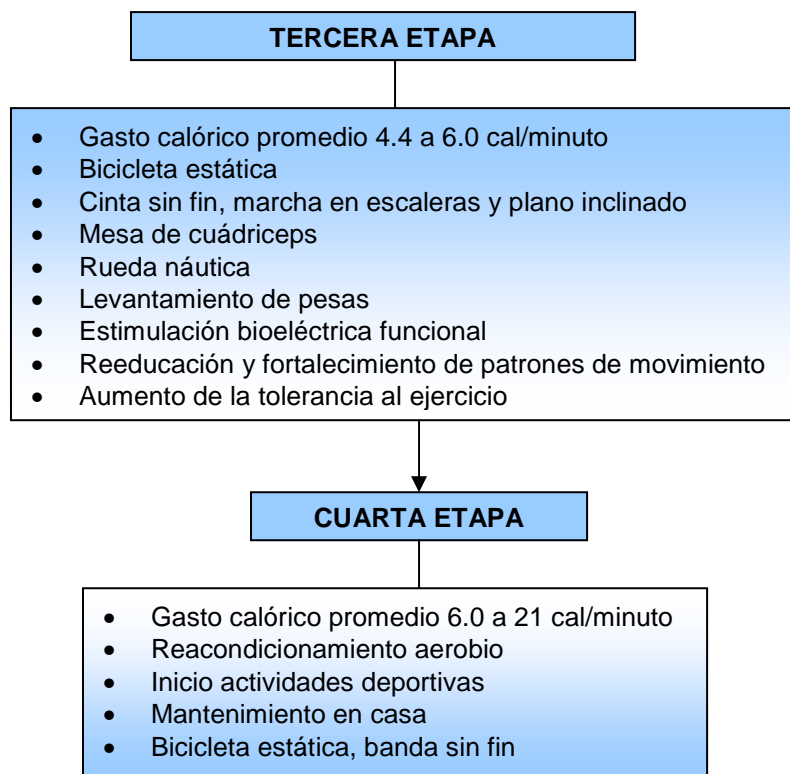 TERCERA ETAPA
• Gasto calórico promedio 4.4 a 6.0 cal/minuto
• Bicicleta estática
• Cinta sin fin, marcha en escaleras y plano inclinado
• Mesa de cuádriceps
• Rueda náutica
• Levantamiento de pesas
• Estimulación bioeléctrica funcional
• Reeducación y fortalecimiento de patrones de movimiento
• Aumento de la tolerancia al ejercicio
CUARTA ETAPA
• Gasto calórico promedio 6.0 a 21 cal/minuto
• Reacondicionamiento aerobio
• Inicio actividades deportivas
• Mantenimiento en casa
• Bicicleta estática, banda sin fin